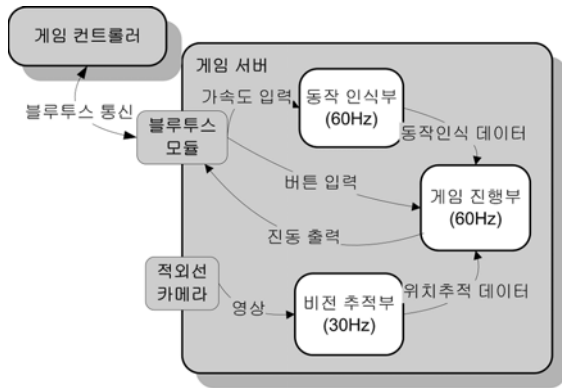 게임 컨트롤러
게임 서버
블루투스 통신
가속도 입력
동작 인식부
(60Hz)
블루투스
모듈
동작인식 데이터
버튼 입력
게임 진행부
(60Hz)
진동 출력
적외선
카메라
영상
비전 추적부
(30Hz)
위치추적 데이터